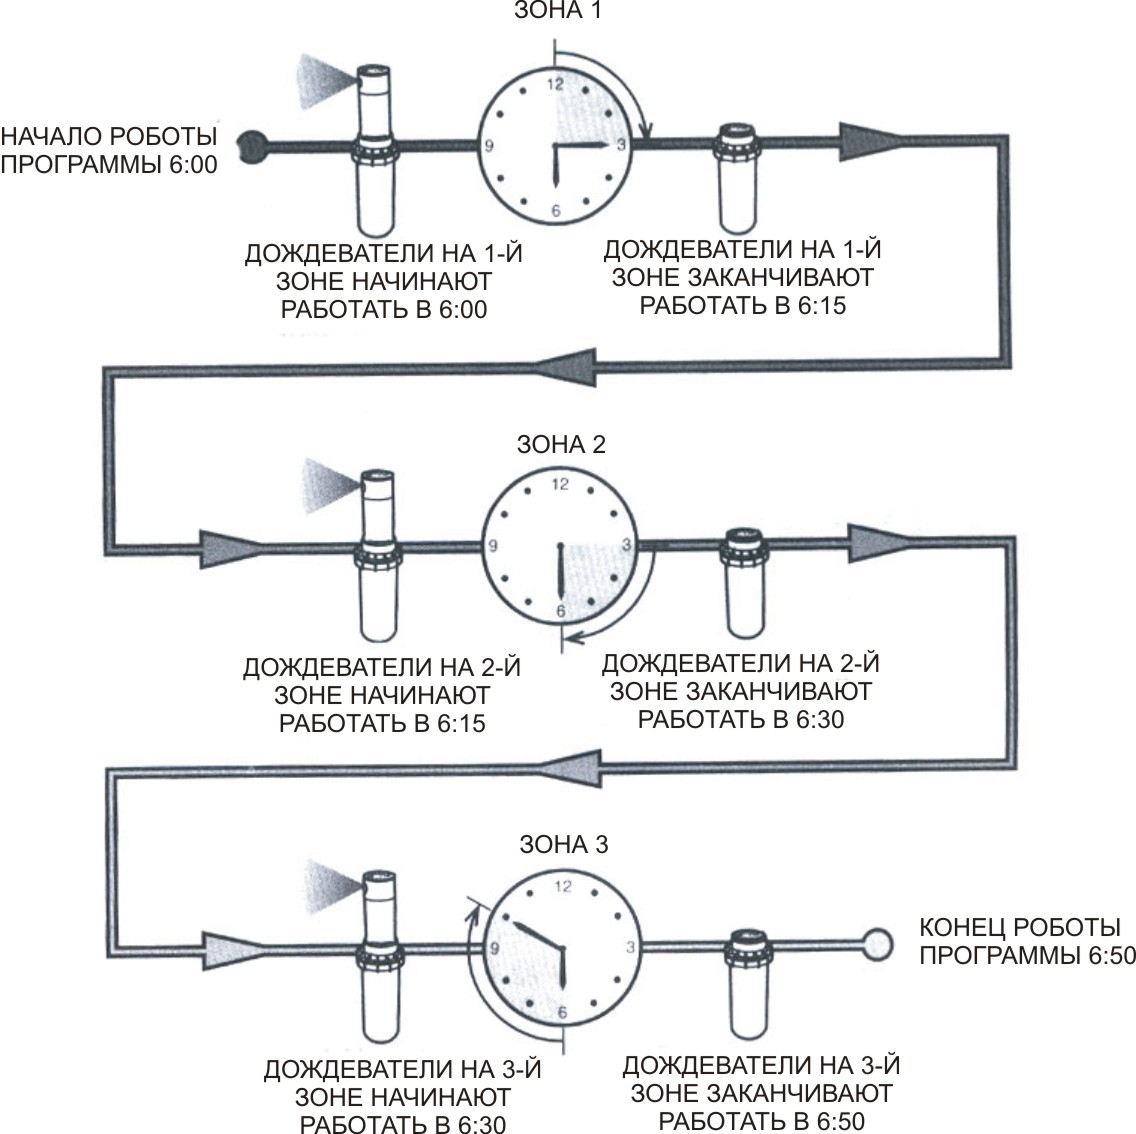 ЗОНА 1
12
3
6
9
НАЧАЛО РОБОТЫ
ПРОГРАММЫ 6:00
ДОЖДЕВАТЕЛИ НА 1-Й
ЗОНЕ НАЧИНАЮТ
РАБОТАТЬ В 6:00
ДОЖДЕВАТЕЛИ НА 1-Й
ЗОНЕ ЗАКАНЧИВАЮТ
РАБОТАТЬ В 6:15
ЗОНА 2
12
3
6
9
ДОЖДЕВАТЕЛИ НА 2-Й
ЗОНЕ НАЧИНАЮТ
РАБОТАТЬ В 6:15
ДОЖДЕВАТЕЛИ НА 2-Й
ЗОНЕ ЗАКАНЧИВАЮТ
РАБОТАТЬ В 6:30
ЗОНА 3
12
3
6
9
КОНЕЦ РОБОТЫ
ПРОГРАММЫ 6:50
ДОЖДЕВАТЕЛИ НА 3-Й
ЗОНЕ НАЧИНАЮТ
РАБОТАТЬ В 6:30
ДОЖДЕВАТЕЛИ НА 3-Й
ЗОНЕ ЗАКАНЧИВАЮТ
РАБОТАТЬ В 6:50